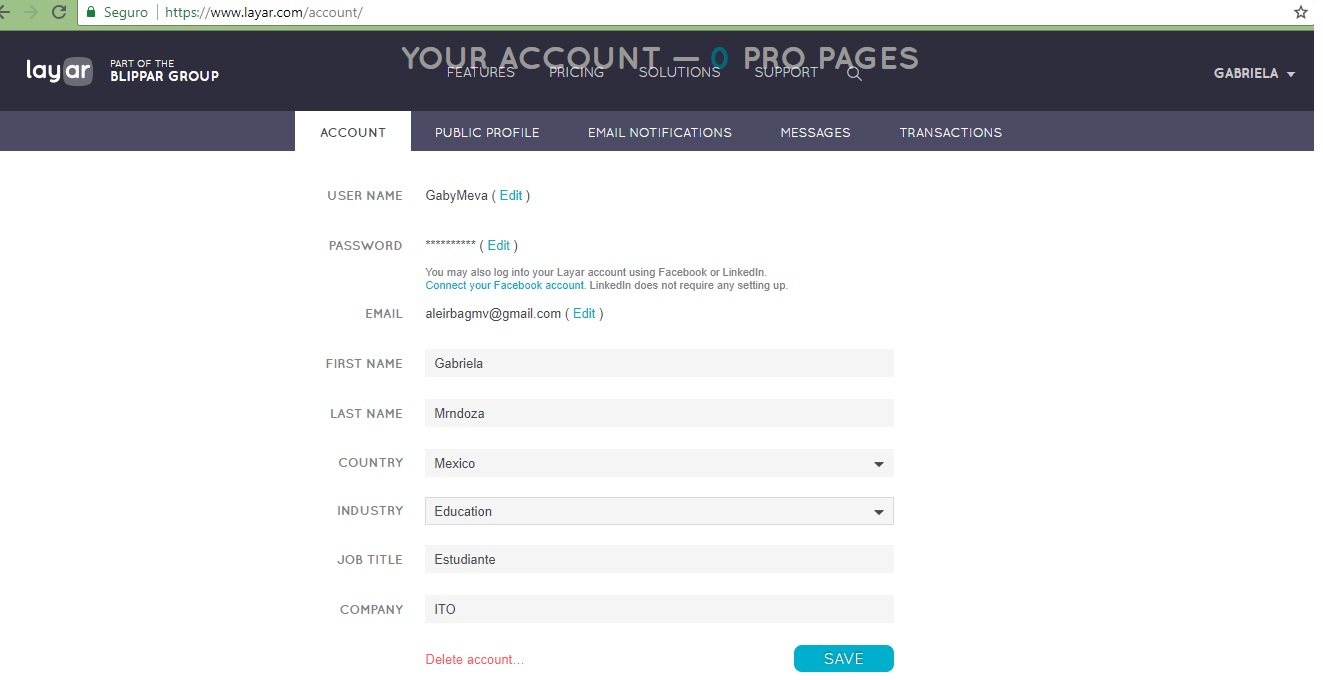 Seguro https://www.layar.com/account/
YOUR ACCOUNT — 0 PRO PAGES
layar PART OF THE
BLIPPAR GROUP
FEATURES PRICING SOLUTIONS SUPPORT GABRIELA
ACCOUNT PUBLIC PROFILE EMAIL NOTIFICATIONS MESSAGES TRANSACTIONS
USER NAME GabyMeva ( Edit )
PASSWORD ********** ( Edit )
You may also log into your Layar account using Facebook or LinkedIn.
Connect your Facebook account. LinkedIn does not require any setting up.
EMAIL aleirbagmv@gmail.com ( Edit )
FIRST NAME Gabriela
LAST NAME Mrndoza
COUNTRY Mexico
INDUSTRY Education
JOB TITLE Estudiante
COMPANY ITO
Delete account... SAVE